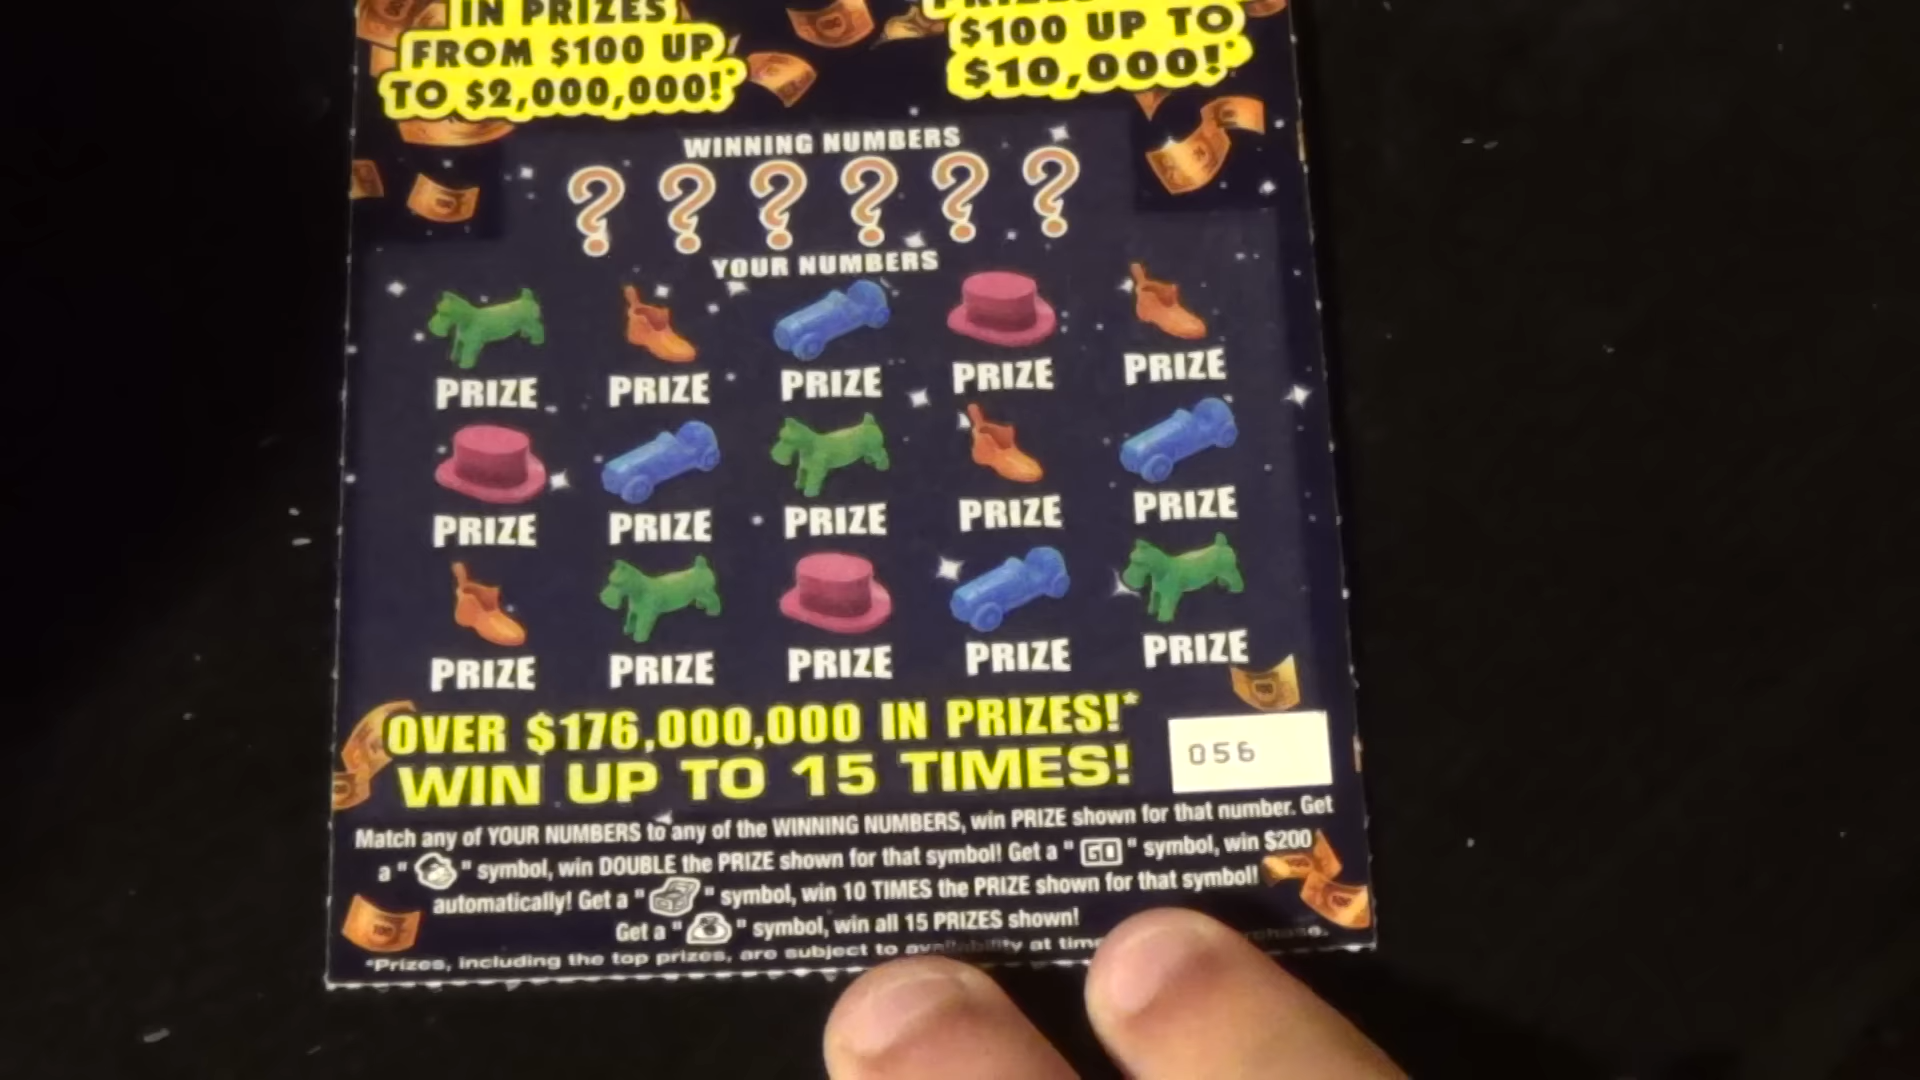 IN PRIZES
FROM $100 UP
TO $2,000,000!*
$100 UP TO
$10,000!*
WINNING NUMBERS
? ? ? ? ? ?
YOUR NUMBERS
PRIZE PRIZE PRIZE PRIZE PRIZE
PRIZE PRIZE PRIZE PRIZE PRIZE
PRIZE PRIZE PRIZE PRIZE PRIZE
OVER $176,000,000 IN PRIZES!*
WIN UP TO 15 TIMES!
056
Match any of YOUR NUMBERS to any of the WINNING NUMBERS, win PRIZE shown for that number. Get
a " " symbol, win DOUBLE the PRIZE shown for that symbol! Get a " GO " symbol, win $200
automatically! Get a " " symbol, win 10 TIMES the PRIZE shown for that symbol!
Get a " " symbol, win all 15 PRIZES shown!
*Prizes, including the top prizes, are subject to availability at